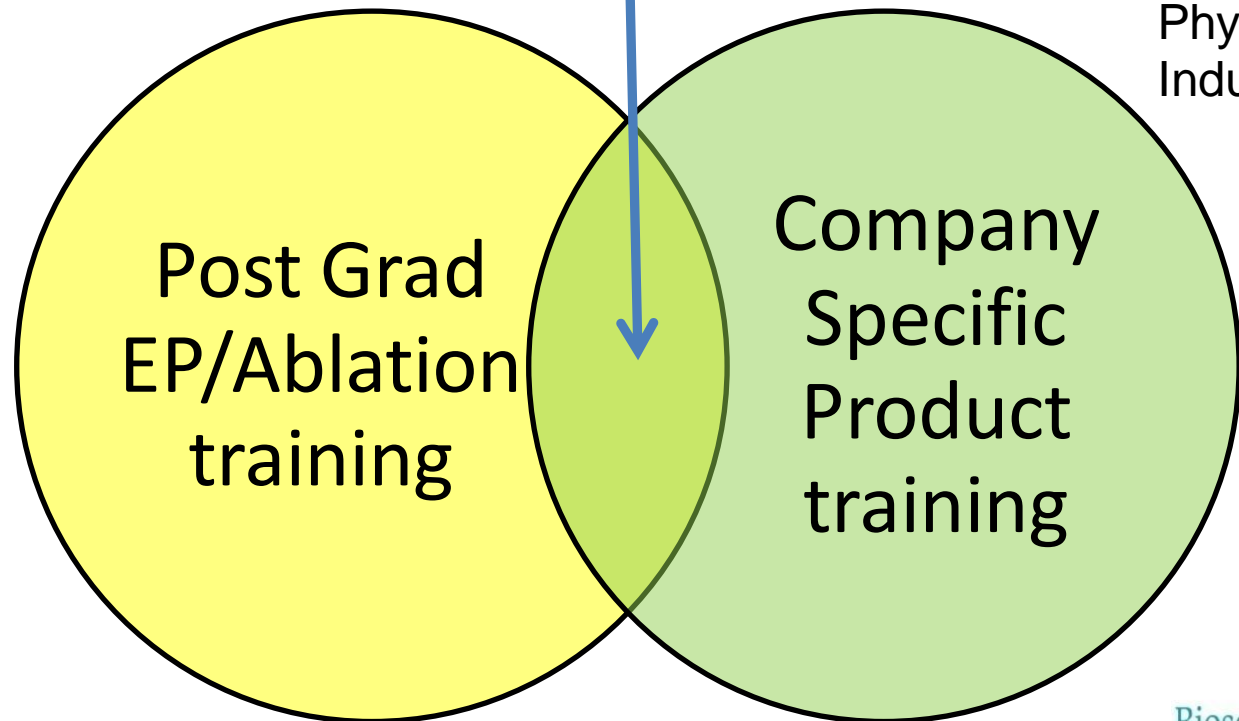 Post Grad
EP/Ablation
training
Company
Specific
Product
training